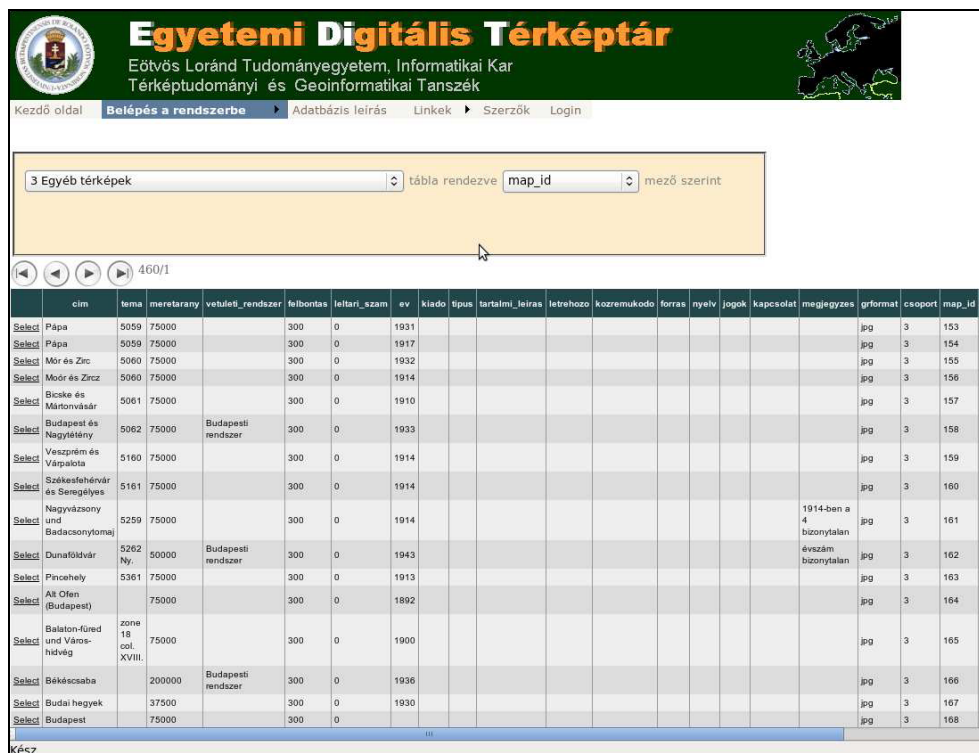 Egyetemi Digitális Térképtár
Eötvös Loránd Tudományegyetem, Informatikai Kar
Térképtudományi és Geoinformatikai Tanszék
Kezdő oldal Belépés a rendszerbe Adatbázis leírás Linkek Szerzők Login
3 Egyéb térképek tábla rendezve map_id mező szerint
460/1
cim tema meretarany vetuleti_rendszer felbontas leltari_szam ev kiado tipus tartalmi_leiras letrehozo kozremukodo forras nyelv jogok kapcsolat megjegyzes grformat csoport map_id
Select Pápa 5059 75000 300 0 1931 jpg 3 153
Select Pápa 5059 75000 300 0 1917 jpg 3 154
Select Mór és Zirc 5060 75000 300 0 1932 jpg 3 155
Select Moór és Zircz 5060 75000 300 0 1914 jpg 3 156
Select Bicske és Mártonvásár 5061 75000 300 0 1910 jpg 3 157
Select Budapest és Nagytétény 5062 75000 Budapesti rendszer 300 0 1933 jpg 3 158
Select Veszprém és Várpalota 5160 75000 300 0 1914 jpg 3 159
Select Székesfehérvár és Seregélyes 5161 75000 300 0 1914 jpg 3 160
Select Nagyvázsony und Badacsonytomaj 5259 75000 300 0 1914 1914-ben a 4 bizonytalan jpg 3 161
Select Dunaföldvár 5262 Ny. 50000 Budapesti rendszer 300 0 1943 évszám bizonytalan jpg 3 162
Select Pincehely 5361 75000 300 0 1913 jpg 3 163
Select Alt Ofen (Budapest) 75000 300 0 1892 jpg 3 164
Select Balaton-füred und Város-hidvég zone 18 col. XVIII. 75000 300 0 1900 jpg 3 165
Select Békéscsaba 200000 Budapesti rendszer 300 0 1936 jpg 3 166
Select Budai hegyek 37500 300 0 1930 jpg 3 167
Select Budapest 75000 300 0 jpg 3 168
Kész